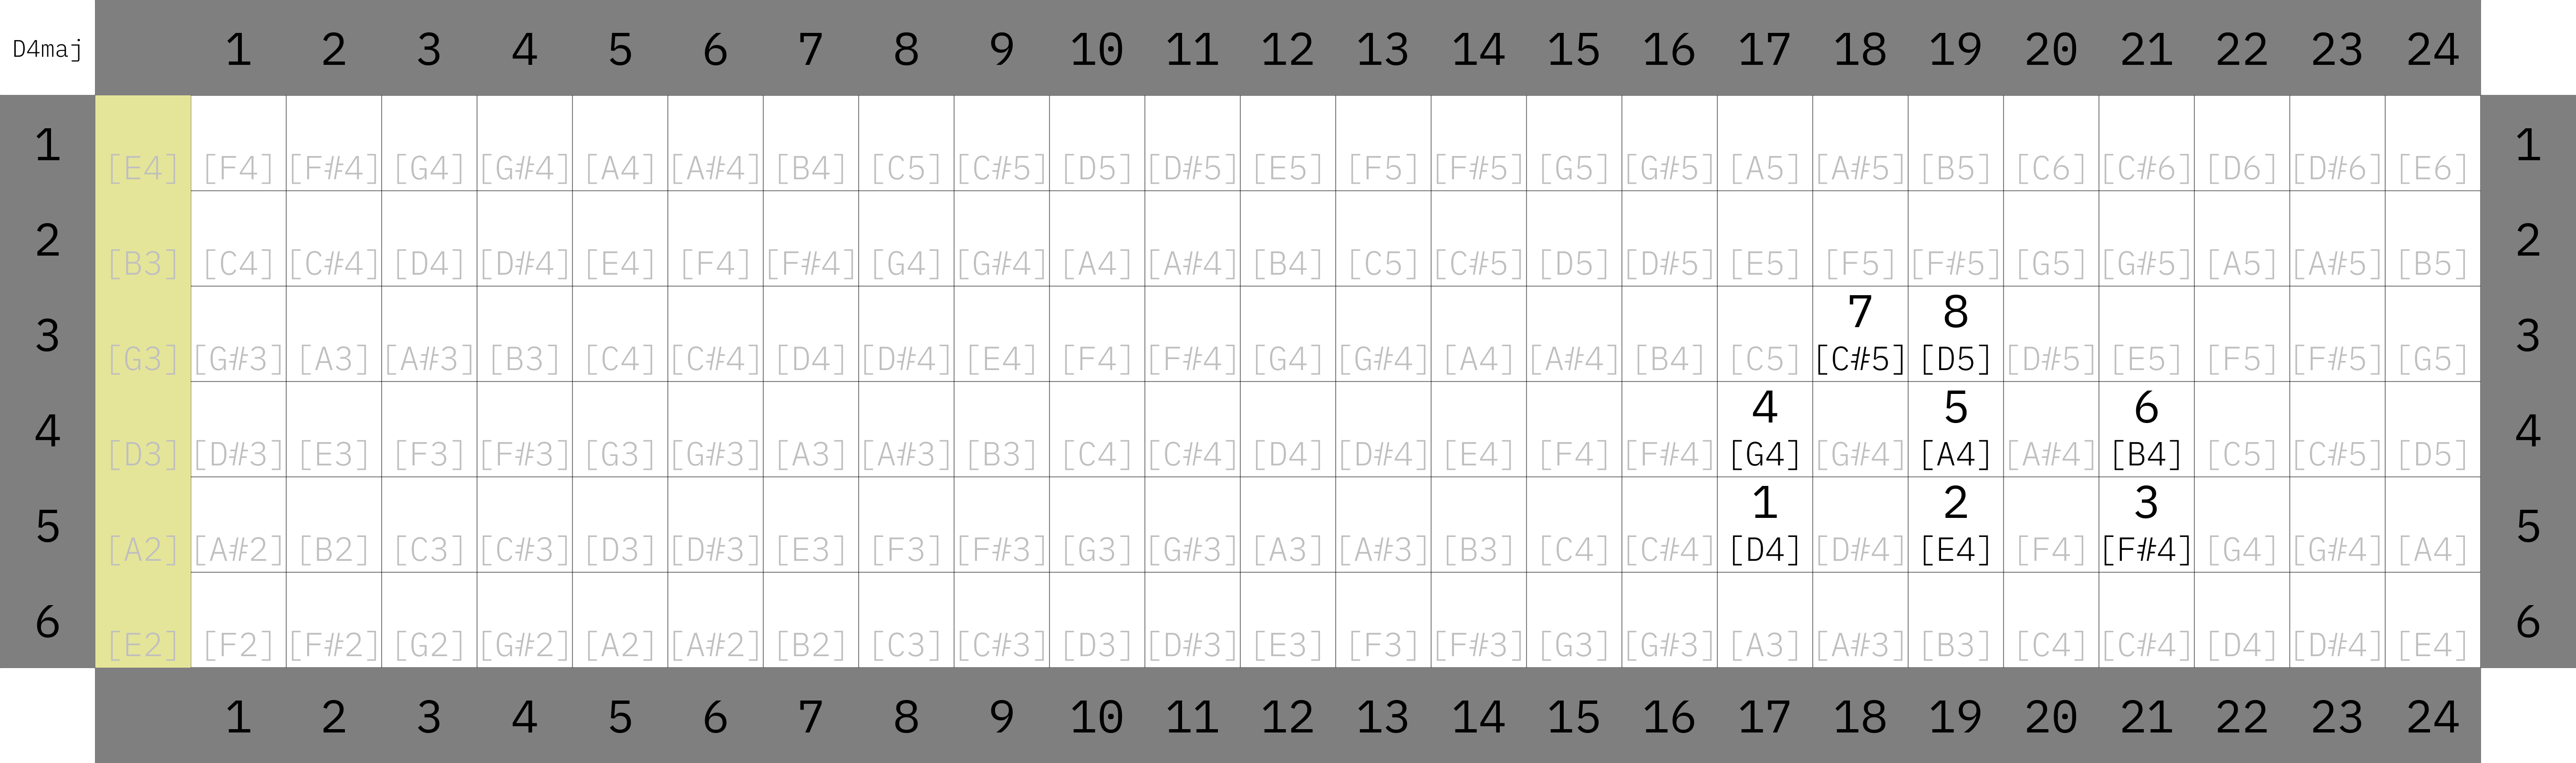 D4maj 1 2 3 4 5 6 7 8 9 10 11 12 13 14 15 16 17 18 19 20 21 22 23 24
1 [E4] [F4] [F#4] [G4] [G#4] [A4] [A#4] [B4] [C5] [C#5] [D5] [D#5] [E5] [F5] [F#5] [G5] [G#5] [A5] [A#5] [B5] [C6] [C#6] [D6] [D#6] [E6] 1
2 [B3] [C4] [C#4] [D4] [D#4] [E4] [F4] [F#4] [G4] [G#4] [A4] [A#4] [B4] [C5] [C#5] [D5] [D#5] [E5] [F5] [F#5] [G5] [G#5] [A5] [A#5] [B5] 2
7 8
3 [G3] [G#3] [A3] [A#3] [B3] [C4] [C#4] [D4] [D#4] [E4] [F4] [F#4] [G4] [G#4] [A4] [A#4] [B4] [C5] [C#5] [D5] [D#5] [E5] [F5] [F#5] [G5] 3
4 5 6
4 [D3] [D#3] [E3] [F3] [F#3] [G3] [G#3] [A3] [A#3] [B3] [C4] [C#4] [D4] [D#4] [E4] [F4] [F#4] [G4] [G#4] [A4] [A#4] [B4] [C5] [C#5] [D5] 4
1 2 3
5 [A2] [A#2] [B2] [C3] [C#3] [D3] [D#3] [E3] [F3] [F#3] [G3] [G#3] [A3] [A#3] [B3] [C4] [C#4] [D4] [D#4] [E4] [F4] [F#4] [G4] [G#4] [A4] 5
6 [E2] [F2] [F#2] [G2] [G#2] [A2] [A#2] [B2] [C3] [C#3] [D3] [D#3] [E3] [F3] [F#3] [G3] [G#3] [A3] [A#3] [B3] [C4] [C#4] [D4] [D#4] [E4] 6
1 2 3 4 5 6 7 8 9 10 11 12 13 14 15 16 17 18 19 20 21 22 23 24